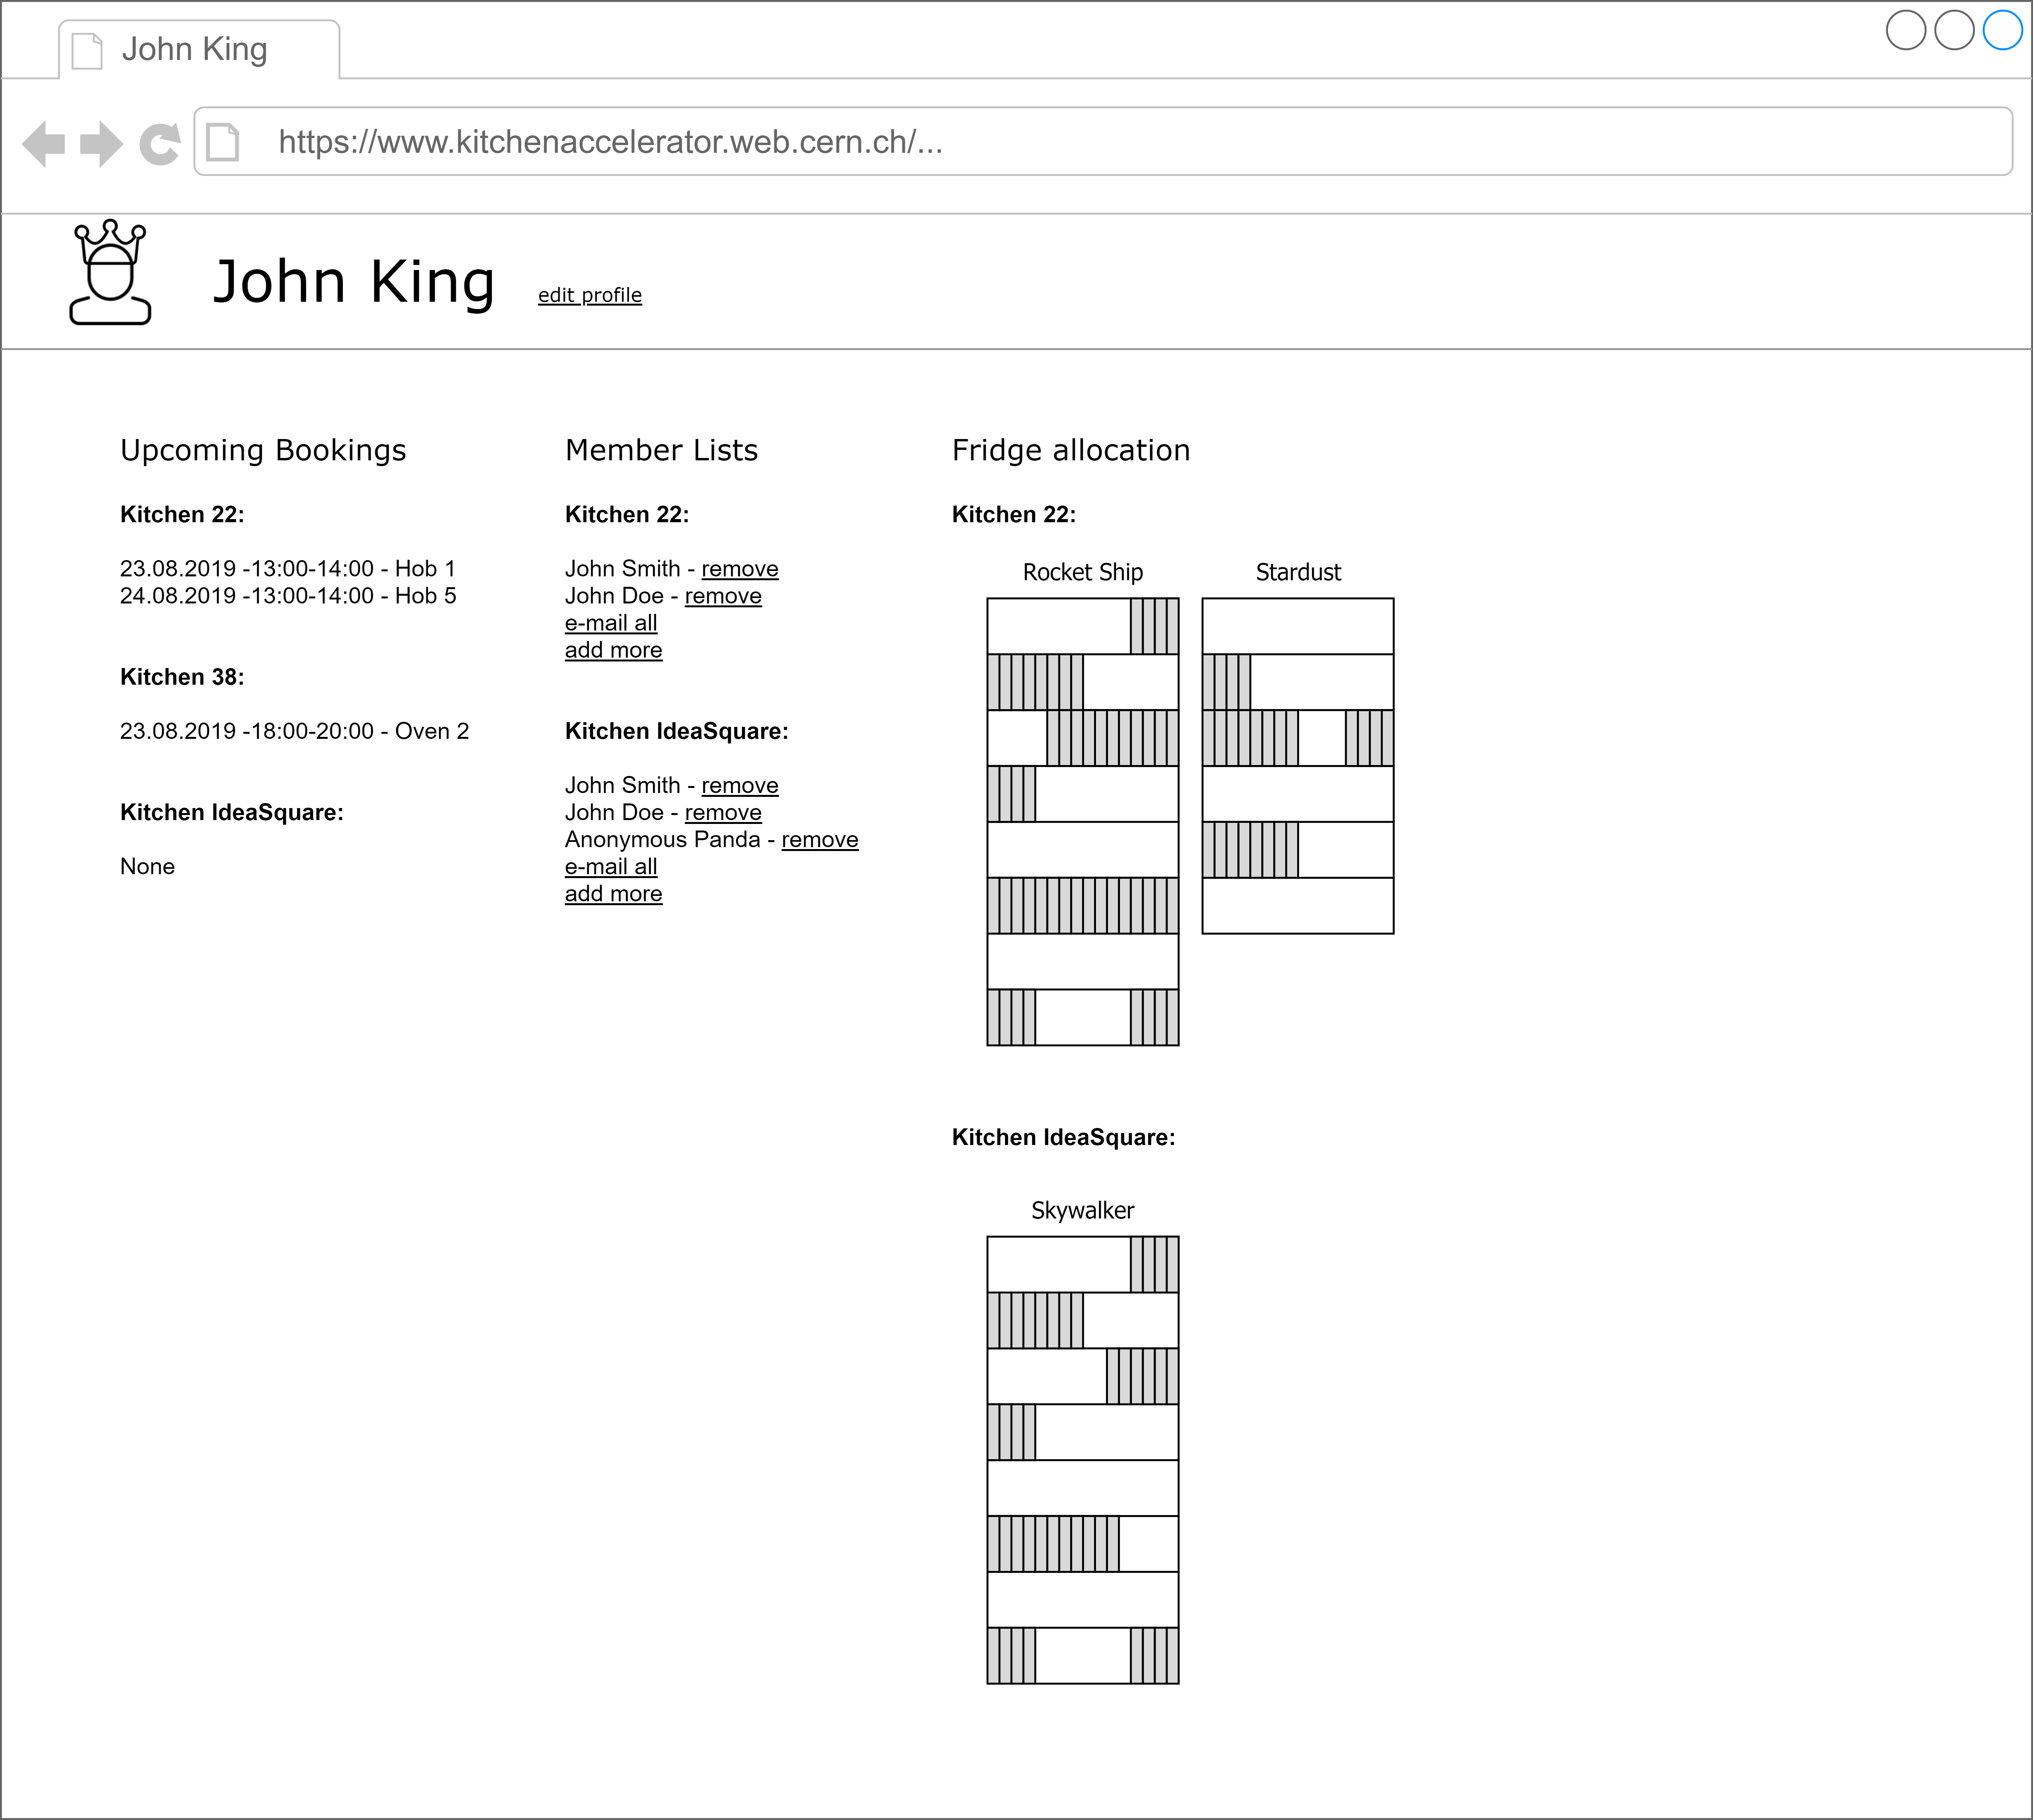 John King
https://www.kitchenaccelerator.web.cern.ch/...
John King
edit profile
Upcoming Bookings
Kitchen 22:
23.08.2019 -13:00-14:00 - Hob 1
24.08.2019 -13:00-14:00 - Hob 5
Kitchen 38:
23.08.2019 -18:00-20:00 - Oven 2
Kitchen IdeaSquare:
None
Member Lists
Kitchen 22:
John Smith - remove
John Doe - remove
e-mail all
add more
Kitchen IdeaSquare:
John Smith - remove
John Doe - remove
Anonymous Panda - remove
e-mail all
add more
Fridge allocation
Kitchen 22:
Rocket Ship
Stardust
Kitchen IdeaSquare:
Skywalker